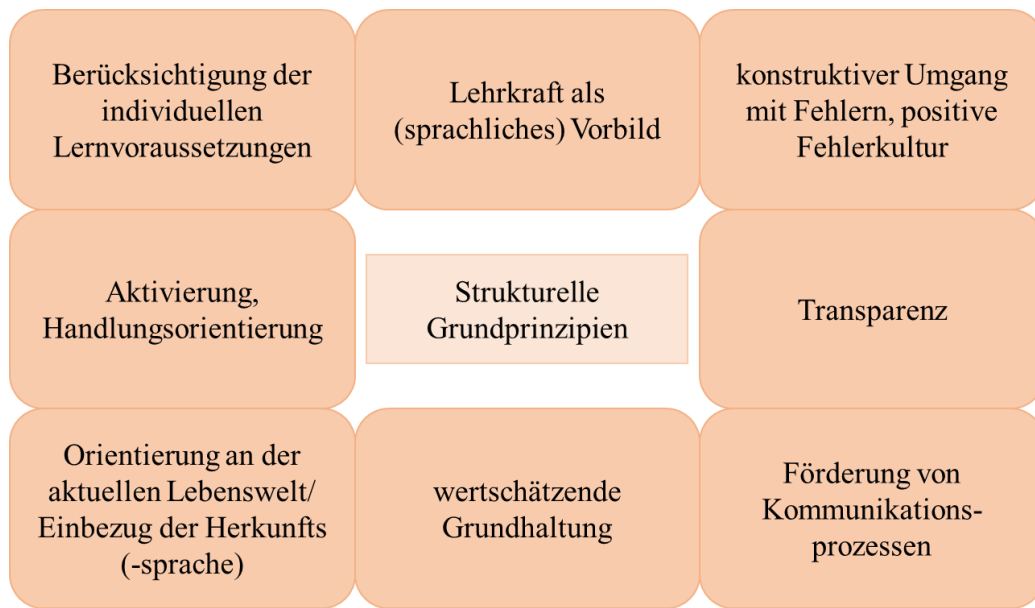 Berücksichtigung der
individuellen
Lernvoraussetzungen
Lehrkraft als
(sprachliches) Vorbild
konstruktiver Umgang
mit Fehlern, positive
Fehlerkultur
Aktivierung,
Handlungsorientierung
Strukturelle
Grundprinzipien
Transparenz
Orientierung an der
aktuellen Lebenswelt/
Einbezug der Herkunfts
(-sprache)
wertschätzende
Grundhaltung
Förderung von
Kommunikations-
prozessen